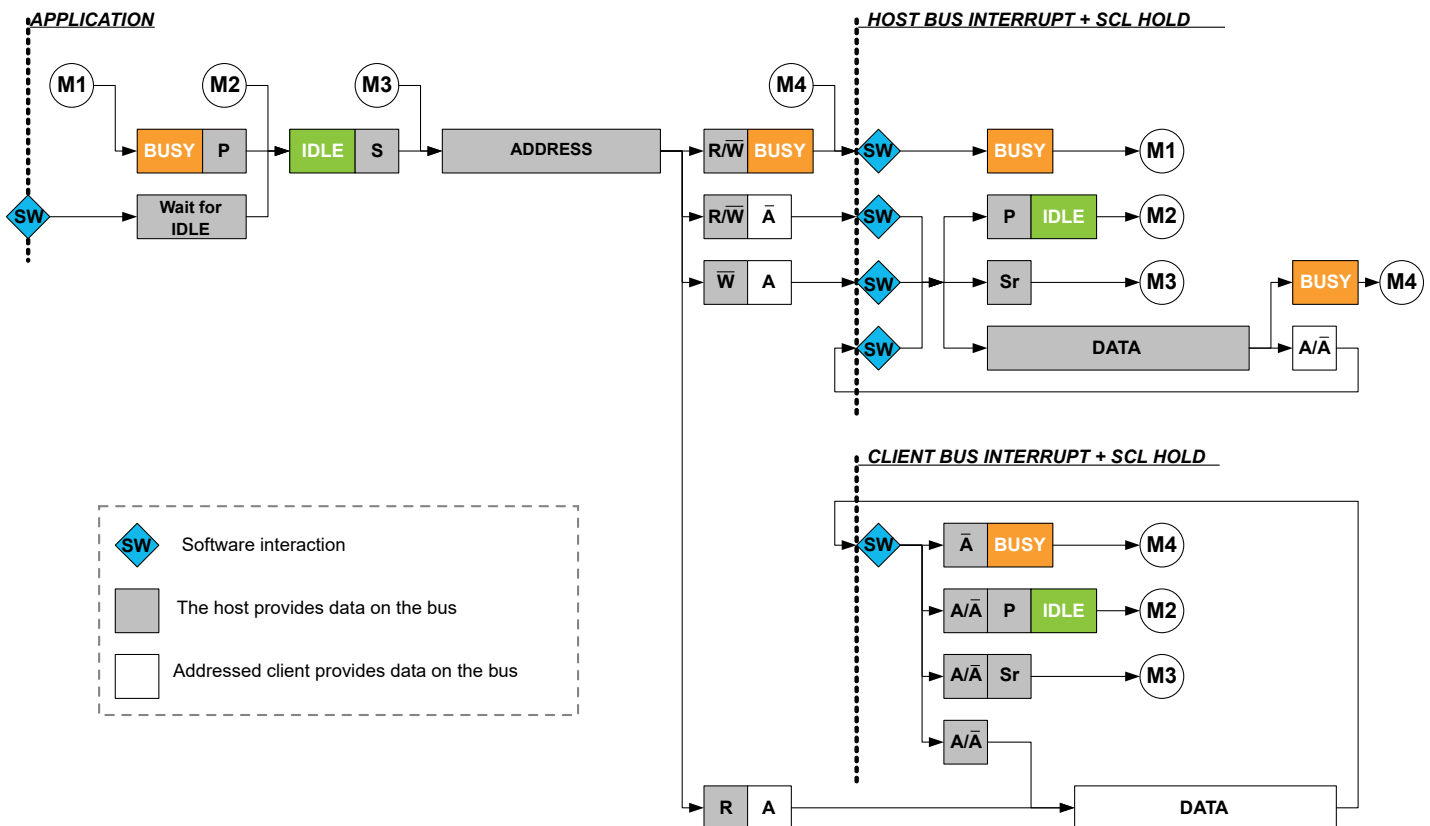 APPLICATION
HOST BUS INTERRUPT + SCL HOLD
M1
M2
M3
M4
BUSY P
IDLE S
ADDRESS
R/W̅ BUSY
SW
BUSY
M1
SW
Wait for
IDLE
R/W̅ A̅
SW
P IDLE
M2
W̅ A
SW
Sr
M3
BUSY
M4
SW
DATA
A/A̅
CLIENT BUS INTERRUPT + SCL HOLD
SW
A̅ BUSY
M4
A/A̅ P IDLE
M2
A/A̅ Sr
M3
A/A̅
R A
DATA
SW
Software interaction
The host provides data on the bus
Addressed client provides data on the bus